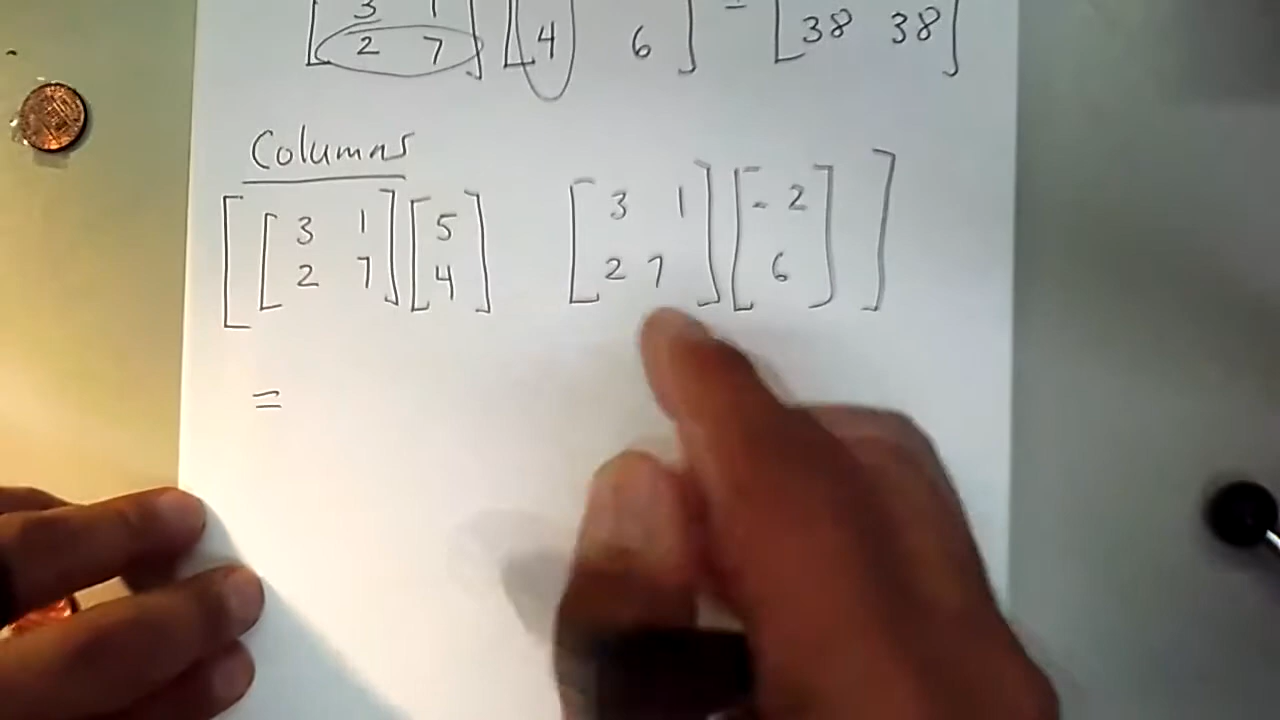 3 1
2 7 4 6 = 38 38
Columns
[ [ 3 1 ] [ 5 ] [ 3 1 ] [ - 2 ] ]
2 7 4 2 7 6
=